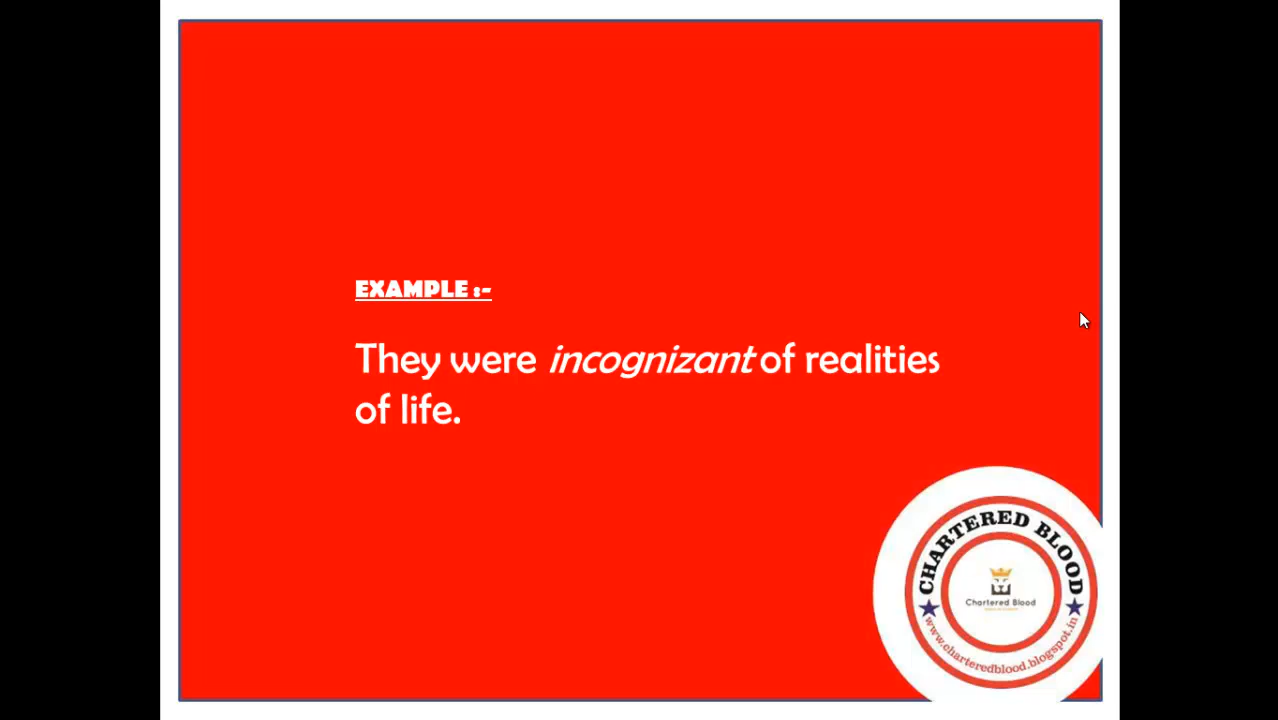 EXAMPLE :-
They were incognizant of realities
of life.
CHARTERED BLOOD
Chartered Blood
www.charteredblood.blogspot.in